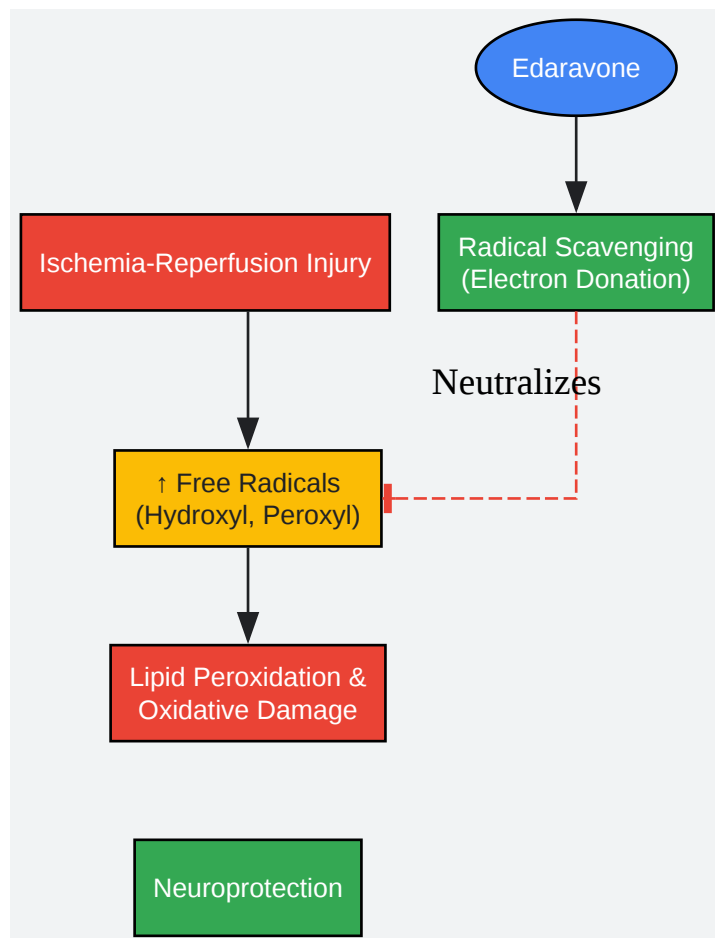 Edaravone
Ischemia-Reperfusion Injury
Radical Scavenging
(Electron Donation)
Neutralizes
↑ Free Radicals
(Hydroxyl, Peroxyl)
Lipid Peroxidation &
Oxidative Damage
Neuroprotection